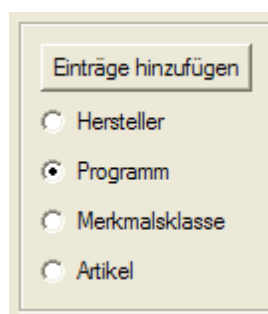 Einträge hinzufügen
Hersteller
Programm
Merkmalsklasse
Artikel